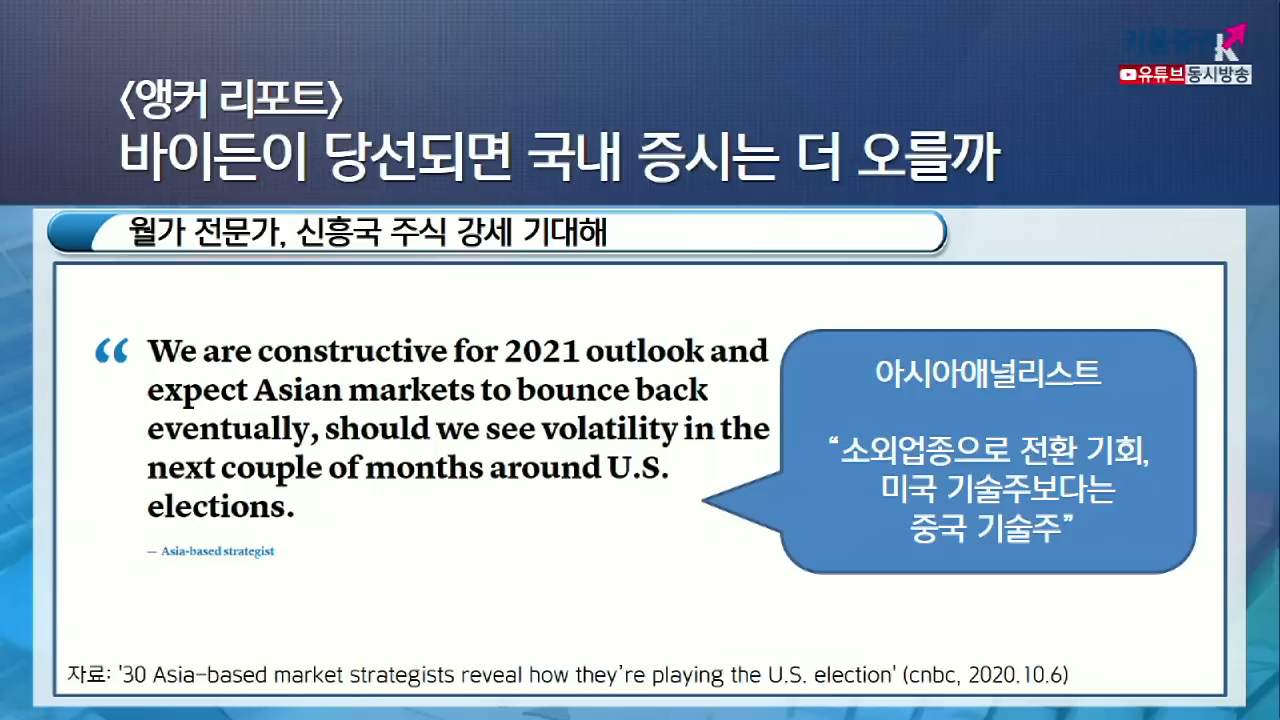 키움증권
유튜브 동시방송
<앵커 리포트>
바이든이 당선되면 국내 증시는 더 오를까
월가 전문가, 신흥국 주식 강세 기대해
“ We are constructive for 2021 outlook and
expect Asian markets to bounce back
eventually, should we see volatility in the
next couple of months around U.S.
elections.
— Asia-based strategist
아시아애널리스트
“소외업종으로 전환 기회,
미국 기술주보다는
중국 기술주”
자료: '30 Asia-based market strategists reveal how they’re playing the U.S. election' (cnbc, 2020.10.6)